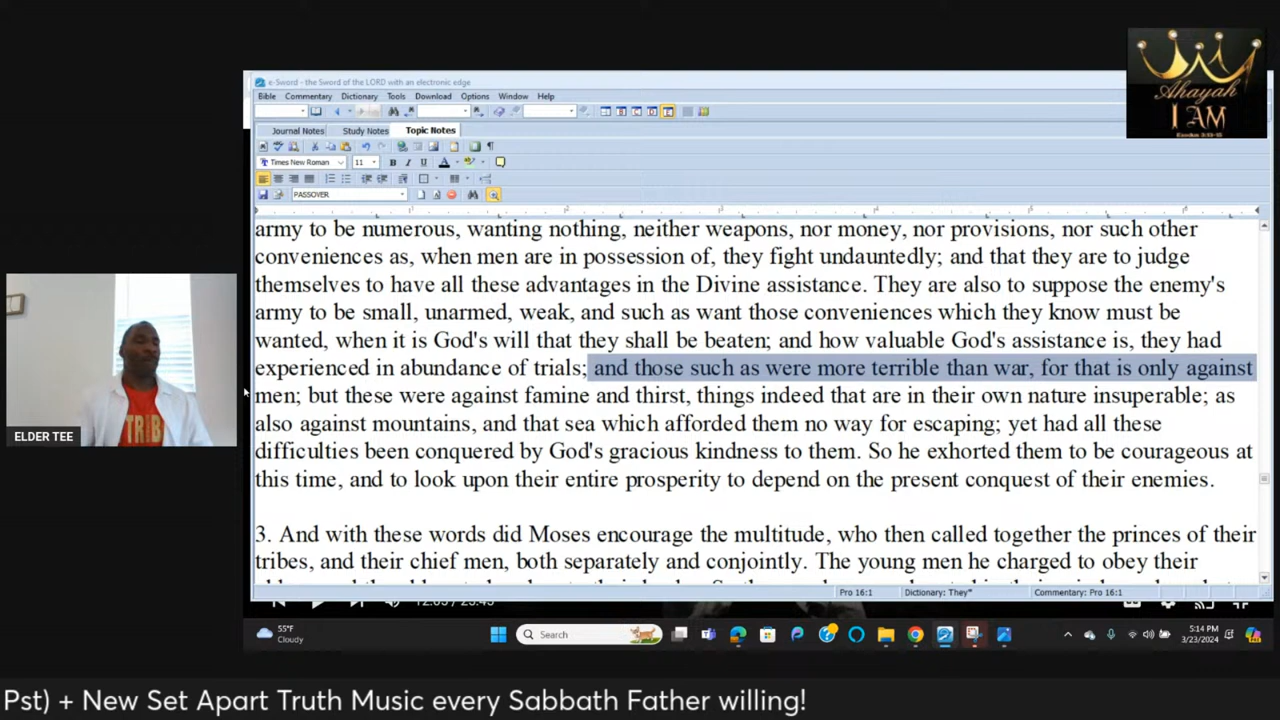 Ahayah
I AM
Exodus 3:13-15
e-Sword - the Sword of the LORD with an electronic edge
Bible Commentary Dictionary Tools Download Options Window Help
Journal Notes Study Notes Topic Notes
Times New Roman 11 B I U A
PASSOVER
army to be numerous, wanting nothing, neither weapons, nor money, nor provisions, nor such other
conveniences as, when men are in possession of, they fight undauntedly; and that they are to judge
themselves to have all these advantages in the Divine assistance. They are also to suppose the enemy's
army to be small, unarmed, weak, and such as want those conveniences which they know must be
wanted, when it is God's will that they shall be beaten; and how valuable God's assistance is, they had
experienced in abundance of trials; and those such as were more terrible than war, for that is only against
men; but these were against famine and thirst, things indeed that are in their own nature insuperable; as
also against mountains, and that sea which afforded them no way for escaping; yet had all these
difficulties been conquered by God's gracious kindness to them. So he exhorted them to be courageous at
this time, and to look upon their entire prosperity to depend on the present conquest of their enemies.
3. And with these words did Moses encourage the multitude, who then called together the princes of their
tribes, and their chief men, both separately and conjointly. The young men he charged to obey their
Pro 16:1 Dictionary: They" Commentary: Pro 16:1
TRIB
ELDER TEE
55°F
Cloudy
Search
5:14 PM
3/23/2024
Pst) + New Set Apart Truth Music every Sabbath Father willing!